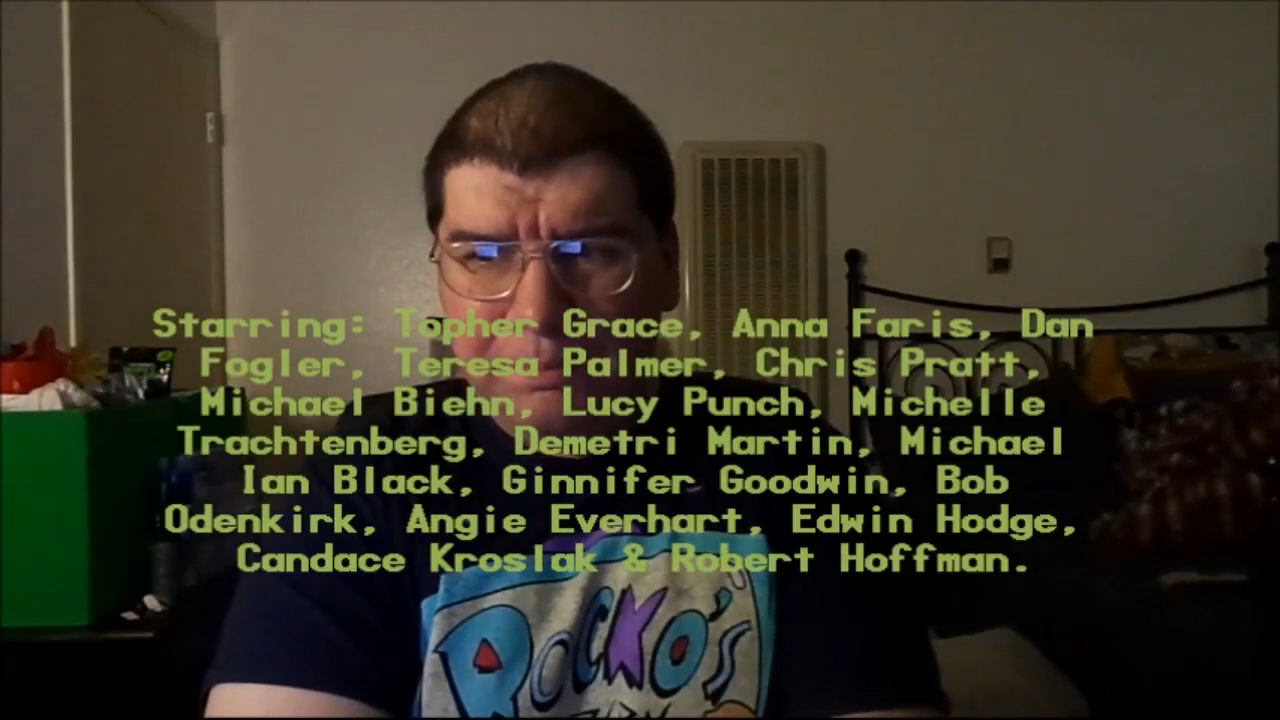 Starring: Topher Grace, Anna Faris, Dan
Fogler, Teresa Palmer, Chris Pratt,
Michael Biehn, Lucy Punch, Michelle
Trachtenberg, Demetri Martin, Michael
Ian Black, Ginnifer Goodwin, Bob
Odenkirk, Angie Everhart, Edwin Hodge,
Candace Kroslak & Robert Hoffman.
ROCKO'S